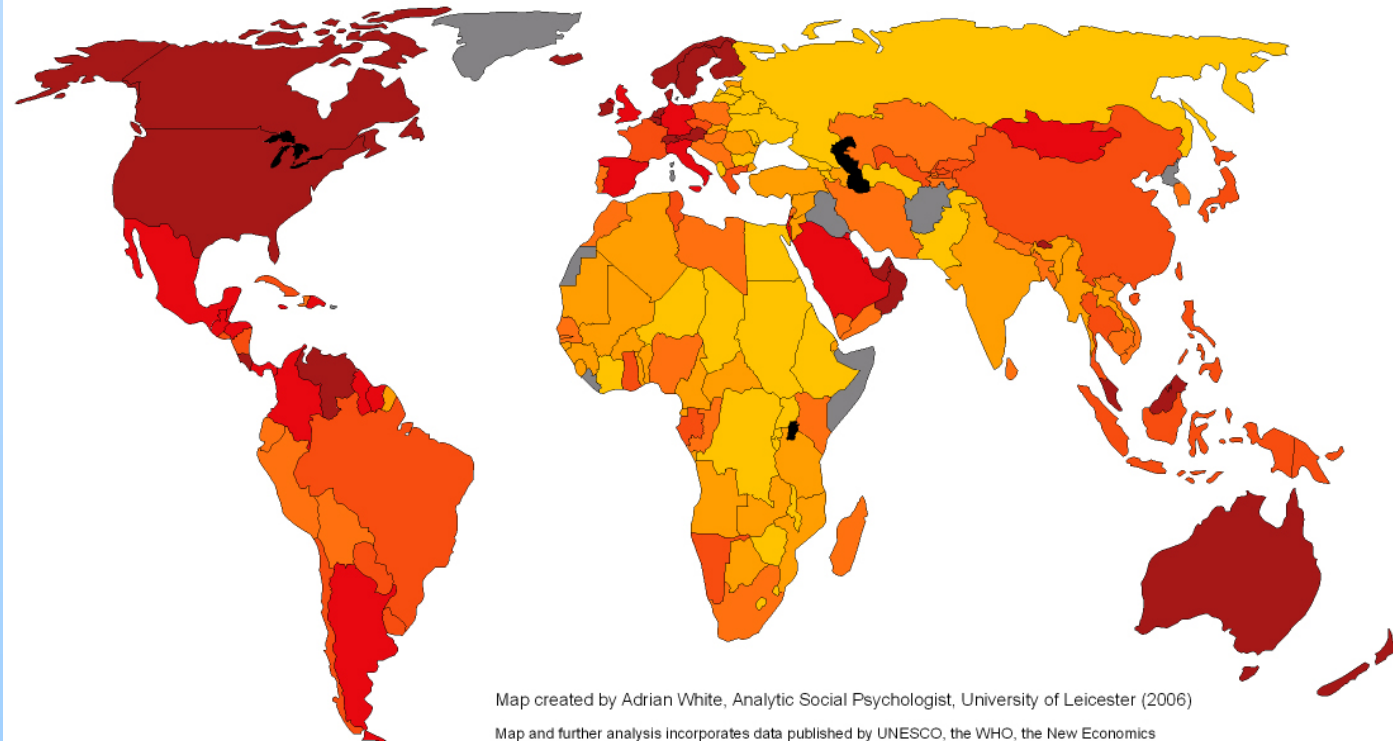 Map created by Adrian White, Analytic Social Psychologist, University of Leicester (2006)
Map and further analysis incorporates data published by UNESCO, the WHO, the New Economics